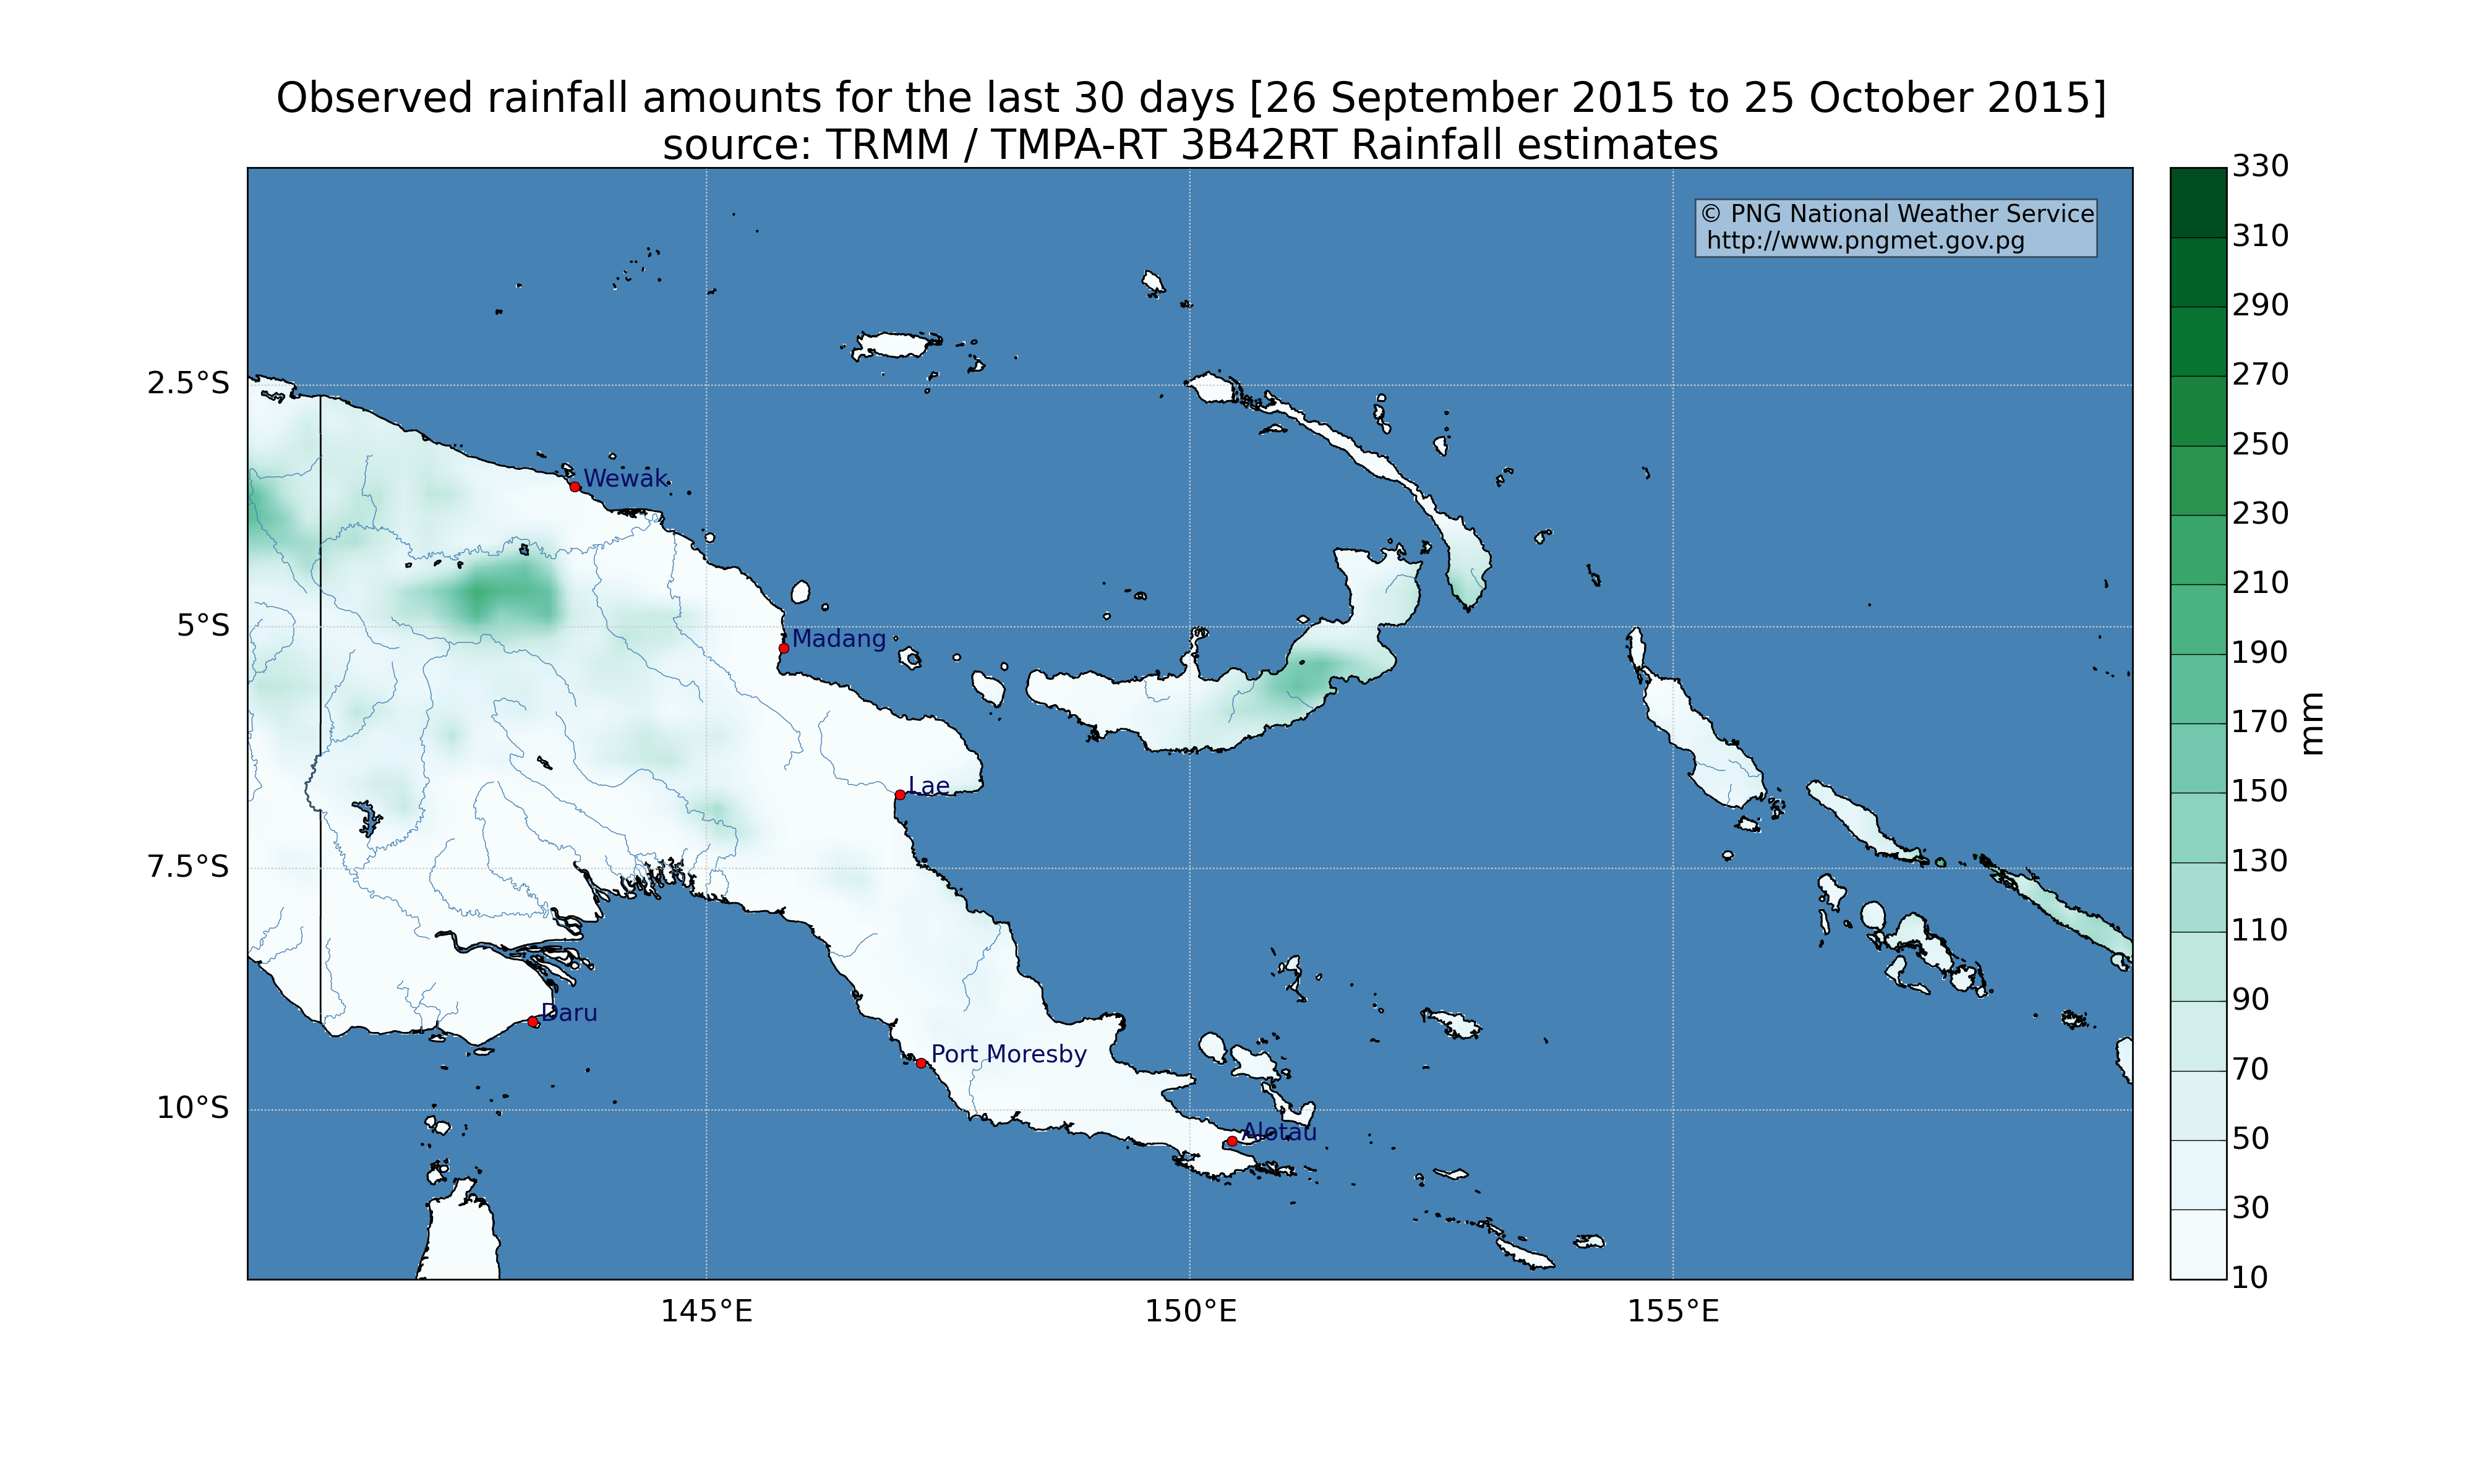 Observed rainfall amounts for the last 30 days [26 September 2015 to 25 October 2015]
source: TRMM / TMPA-RT 3B42RT Rainfall estimates
© PNG National Weather Service
http://www.pngmet.gov.pg
2.5°S
5°S
7.5°S
10°S
Wewak
Madang
Lae
Daru
Port Moresby
Alotau
145°E
150°E
155°E
330
310
290
270
250
230
210
190
170
150
130
110
90
70
50
30
10
mm